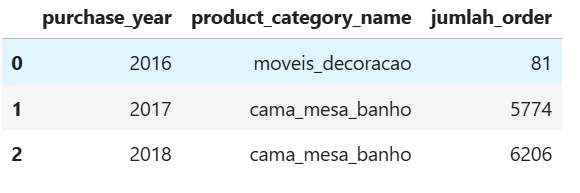 purchase_year product_category_name jumlah_order
0 2016 moveis_decoracao 81
1 2017 cama_mesa_banho 5774
2 2018 cama_mesa_banho 6206